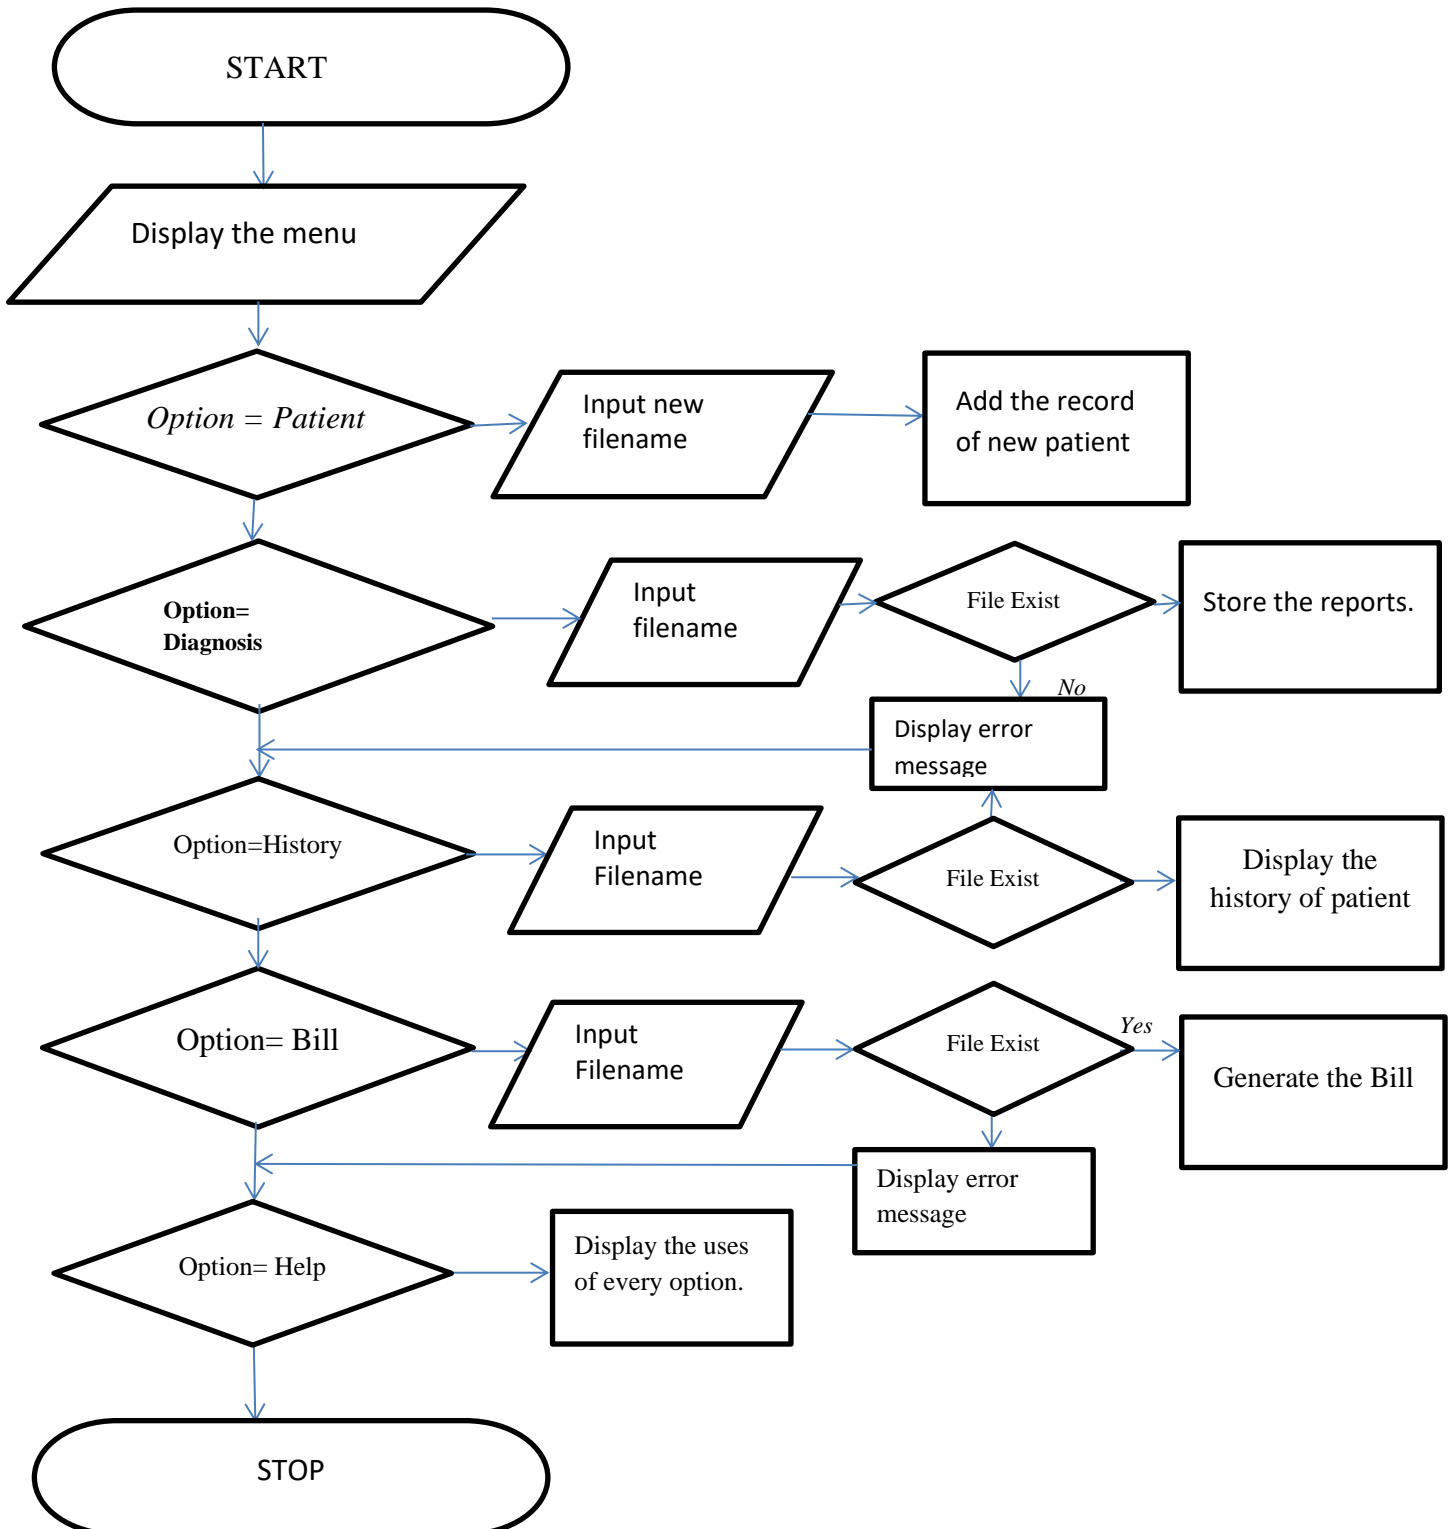 START
Display the menu
Option = Patient
Input new
filename
Add the record
of new patient
Option=
Diagnosis
Input
filename
File Exist
Store the reports.
No
Display error
message
Option=History
Input
Filename
File Exist
Display the
history of patient
Option= Bill
Input
Filename
File Exist
Yes
Generate the Bill
Display error
message
Option= Help
Display the uses
of every option.
STOP